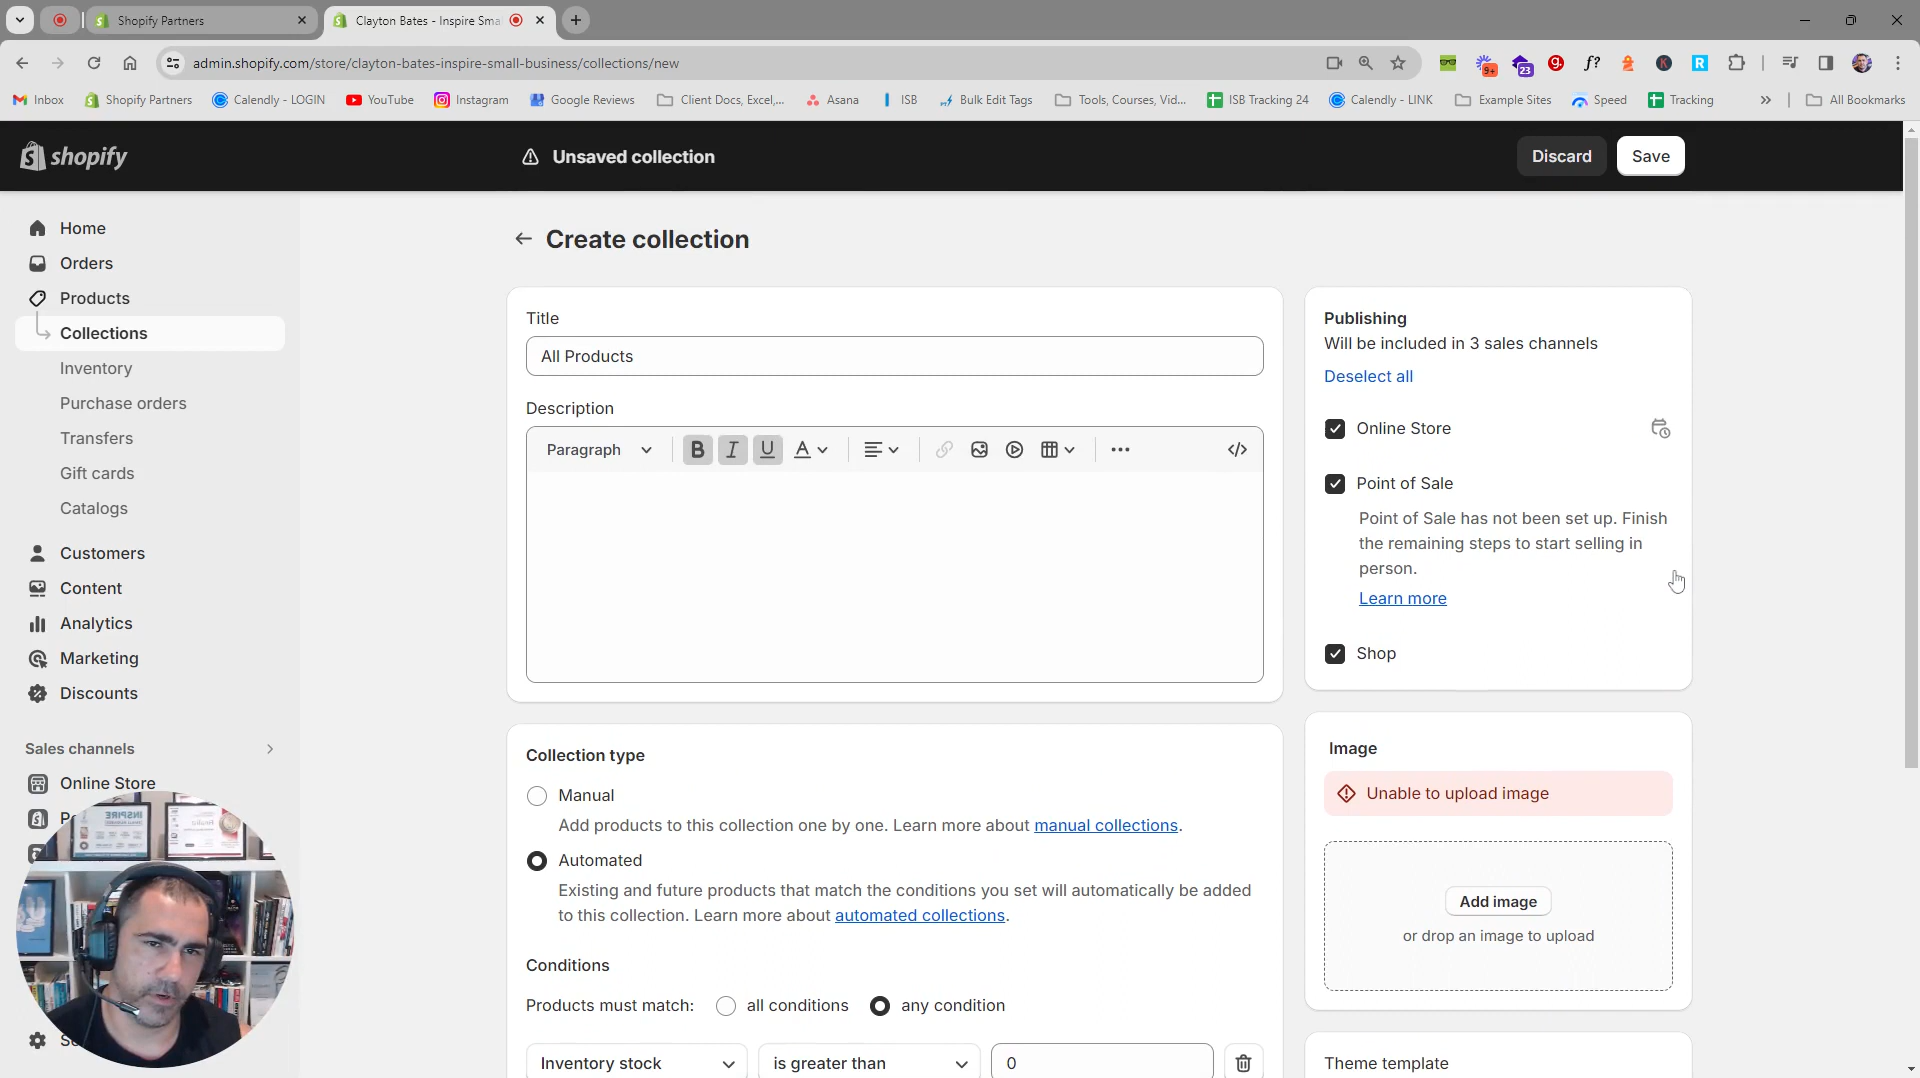 Shopify Partners
Clayton Bates - Inspire Sma
admin.shopify.com/store/clayton-bates-inspire-small-business/collections/new
9+
23
g.
f?
K
R
Inbox
Shopify Partners
Calendly - LOGIN
YouTube
Instagram
Google Reviews
Client Docs, Excel,...
Asana
ISB
Bulk Edit Tags
Tools, Courses, Vid...
ISB Tracking 24
Calendly - LINK
Example Sites
Speed
Tracking
All Bookmarks
shopify
Unsaved collection
Discard
Save
Home
Orders
Products
Collections
Inventory
Purchase orders
Transfers
Gift cards
Catalogs
Customers
Content
Analytics
Marketing
Discounts
Sales channels
Online Store
Create collection
Title
All Products
Description
Paragraph
B I U A
Collection type
Manual
Add products to this collection one by one. Learn more about manual collections.
Automated
Existing and future products that match the conditions you set will automatically be added
to this collection. Learn more about automated collections.
Conditions
Products must match: all conditions any condition
Inventory stock
is greater than
0
Publishing
Will be included in 3 sales channels
Deselect all
Online Store
Point of Sale
Point of Sale has not been set up. Finish
the remaining steps to start selling in
person.
Learn more
Shop
Image
Unable to upload image
Add image
or drop an image to upload
Theme template